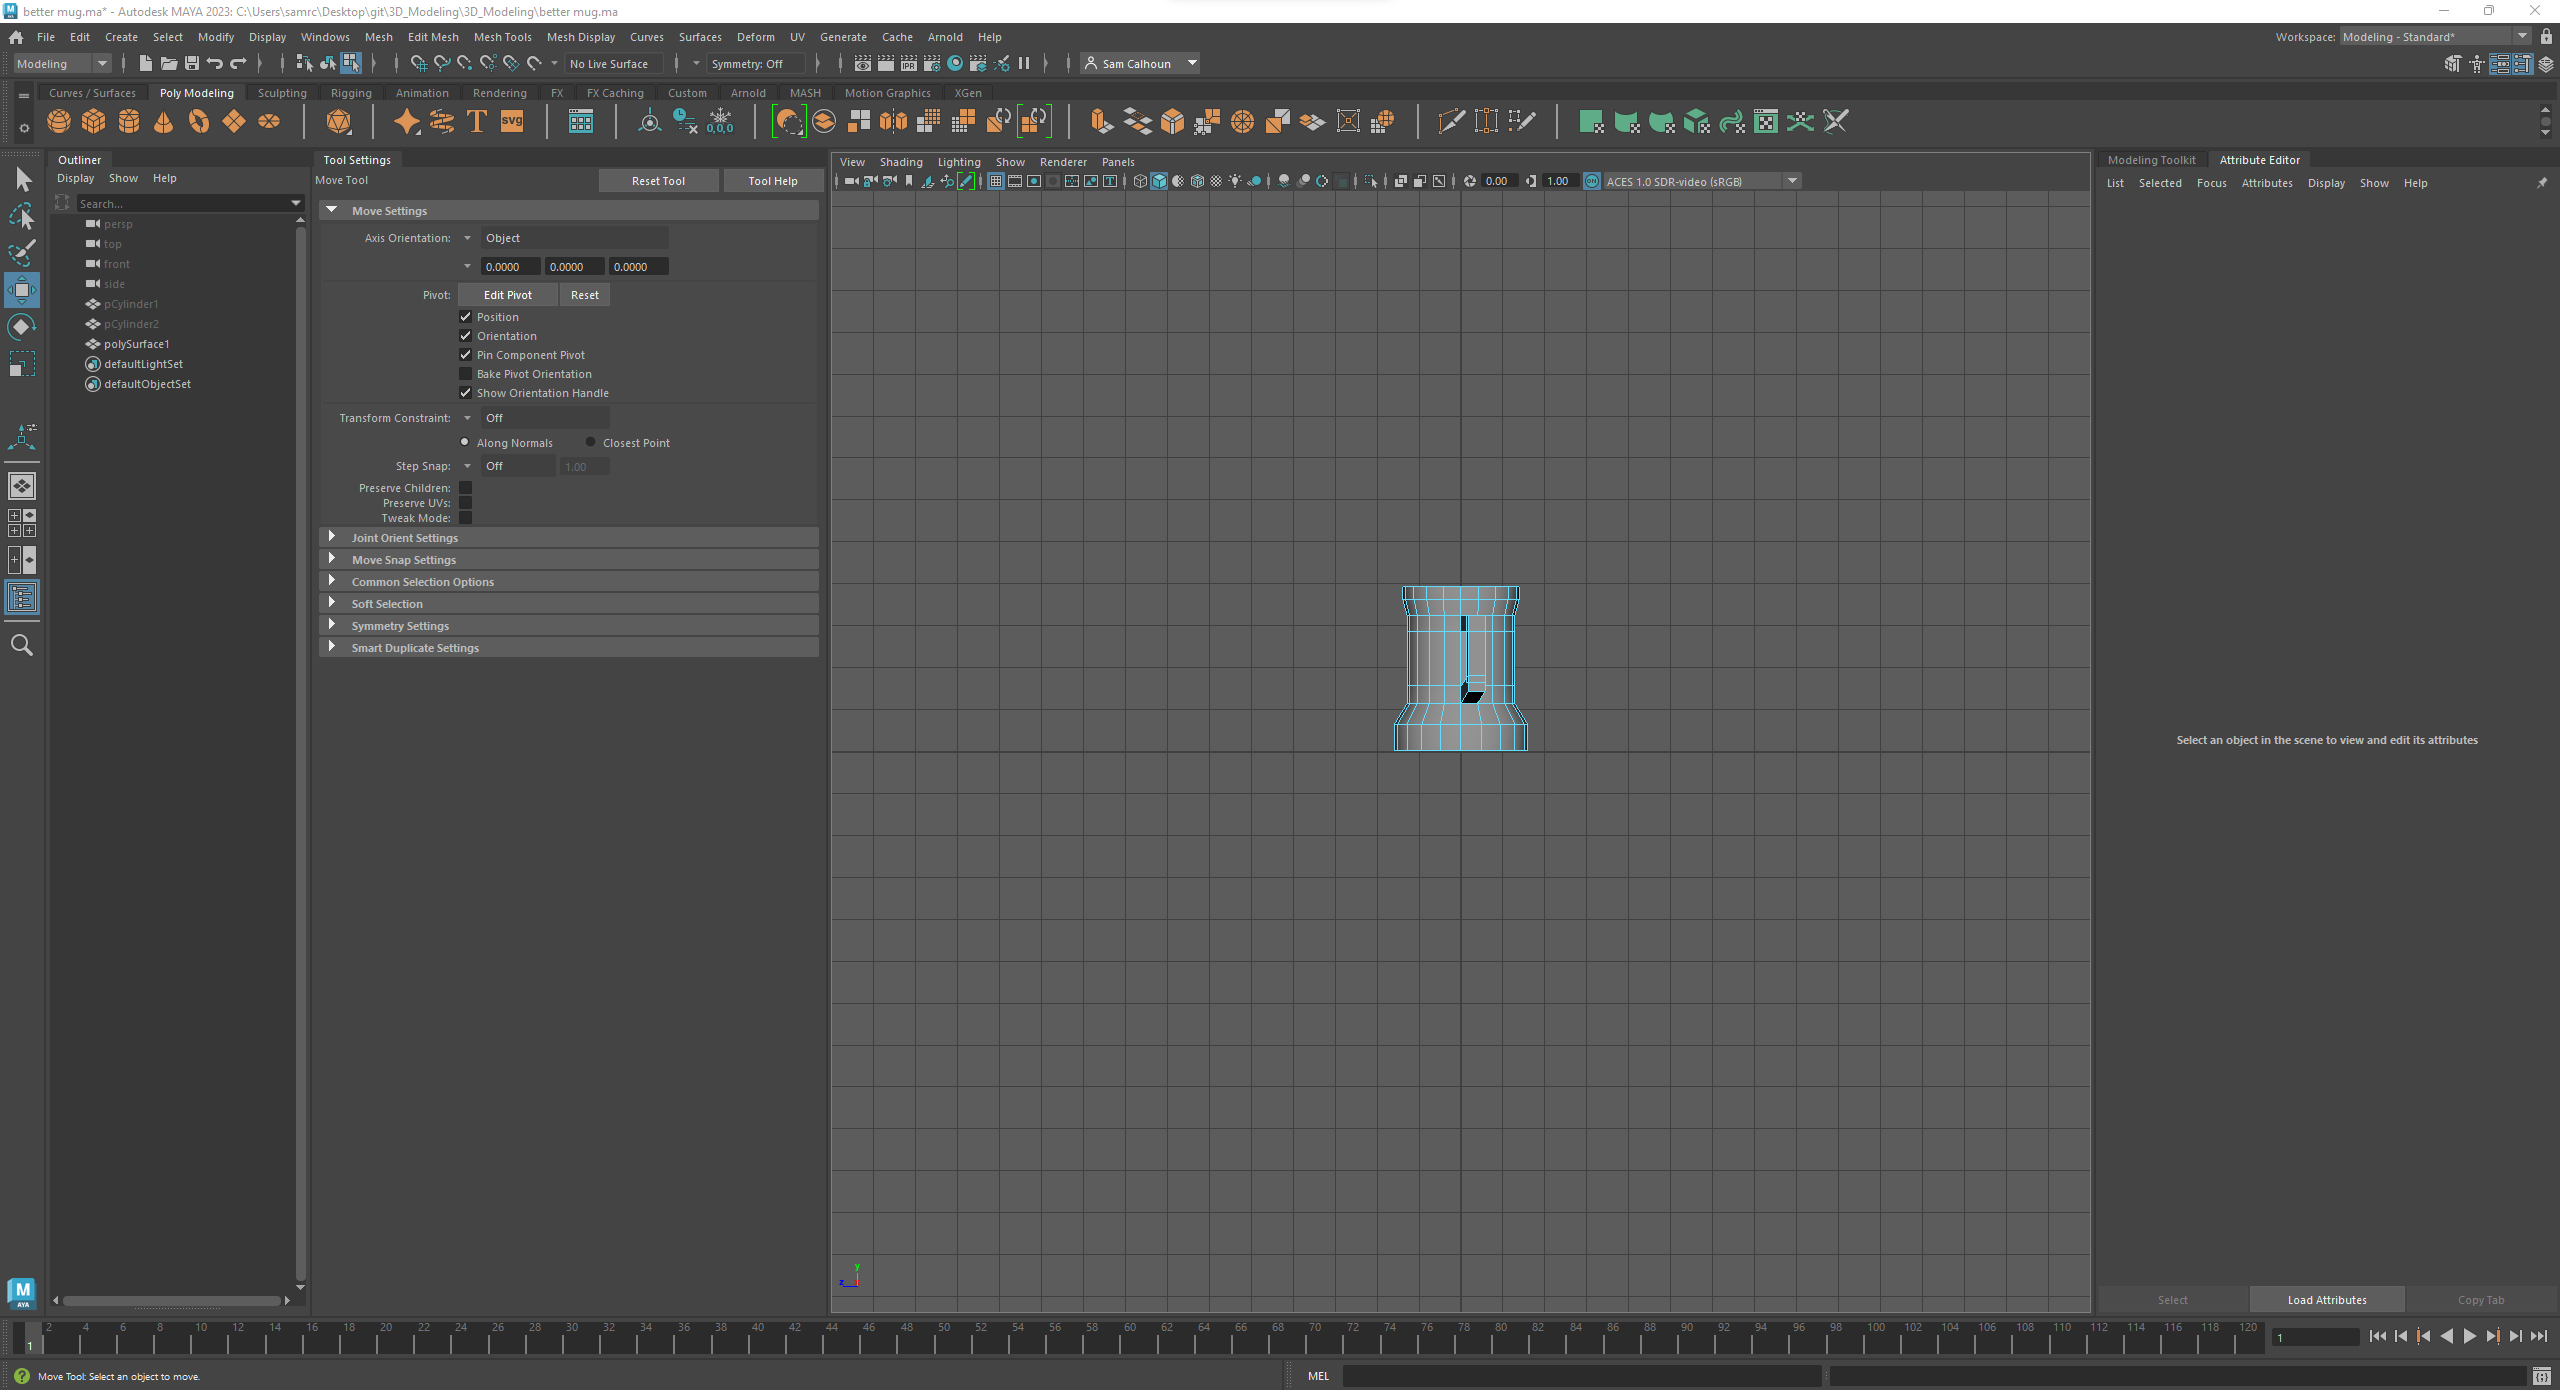 better mug.ma* - Autodesk MAYA 2023: C:\Users\samrc\Desktop\git\3D_Modeling\3D_Modeling\better mug.ma
File Edit Create Select Modify Display Windows Mesh Edit Mesh Mesh Tools Mesh Display Curves Surfaces Deform UV Generate Cache Arnold Help Workspace: Modeling - Standard*
Modeling No Live Surface Symmetry: Off IPR Sam Calhoun
Curves / Surfaces Poly Modeling Sculpting Rigging Animation Rendering FX FX Caching Custom Arnold MASH Motion Graphics XGen
T SVG 0,0,0
Outliner
Display Show Help
Search...
persp
top
front
side
pCylinder1
pCylinder2
polySurface1
defaultLightSet
defaultObjectSet
Tool Settings
Move Tool Reset Tool Tool Help
Move Settings
Axis Orientation: Object
0.0000 0.0000 0.0000
Pivot: Edit Pivot Reset
Position
Orientation
Pin Component Pivot
Bake Pivot Orientation
Show Orientation Handle
Transform Constraint: Off
Along Normals Closest Point
Step Snap: Off 1.00
Preserve Children:
Preserve UVs:
Tweak Mode:
Joint Orient Settings
Move Snap Settings
Common Selection Options
Soft Selection
Symmetry Settings
Smart Duplicate Settings
View Shading Lighting Show Renderer Panels
0.00 1.00 ON ACES 1.0 SDR-video (sRGB)
y
z
Modeling Toolkit Attribute Editor
List Selected Focus Attributes Display Show Help
Select an object in the scene to view and edit its attributes
Select Load Attributes Copy Tab
M
AYA
2 4 6 8 10 12 14 16 18 20 22 24 26 28 30 32 34 36 38 40 42 44 46 48 50 52 54 56 58 60 62 64 66 68 70 72 74 76 78 80 82 84 86 88 90 92 94 96 98 100 102 104 106 108 110 112 114 116 118 120
1 1
Move Tool: Select an object to move. MEL